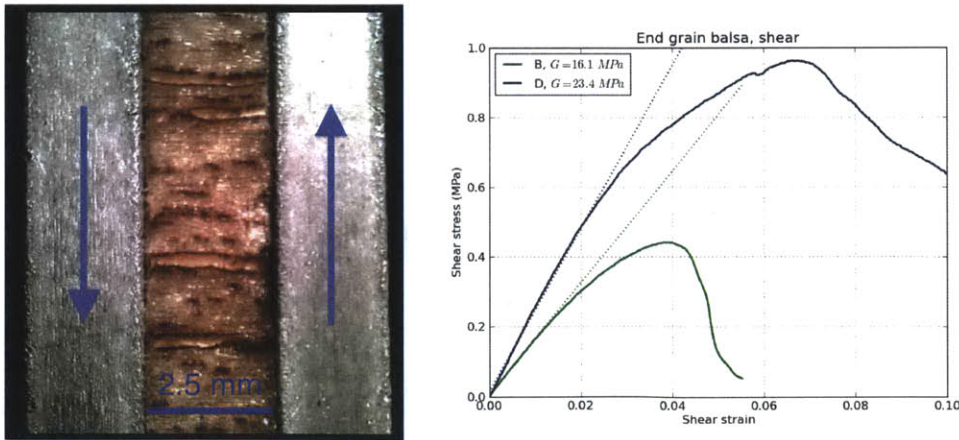 2.5 mm
End grain balsa, shear
B, G=16.1 MPa
D, G=23.4 MPa
Shear stress (MPa)
1.0
0.8
0.6
0.4
0.2
0.0
0.00 0.02 0.04 0.06 0.08 0.10
Shear strain